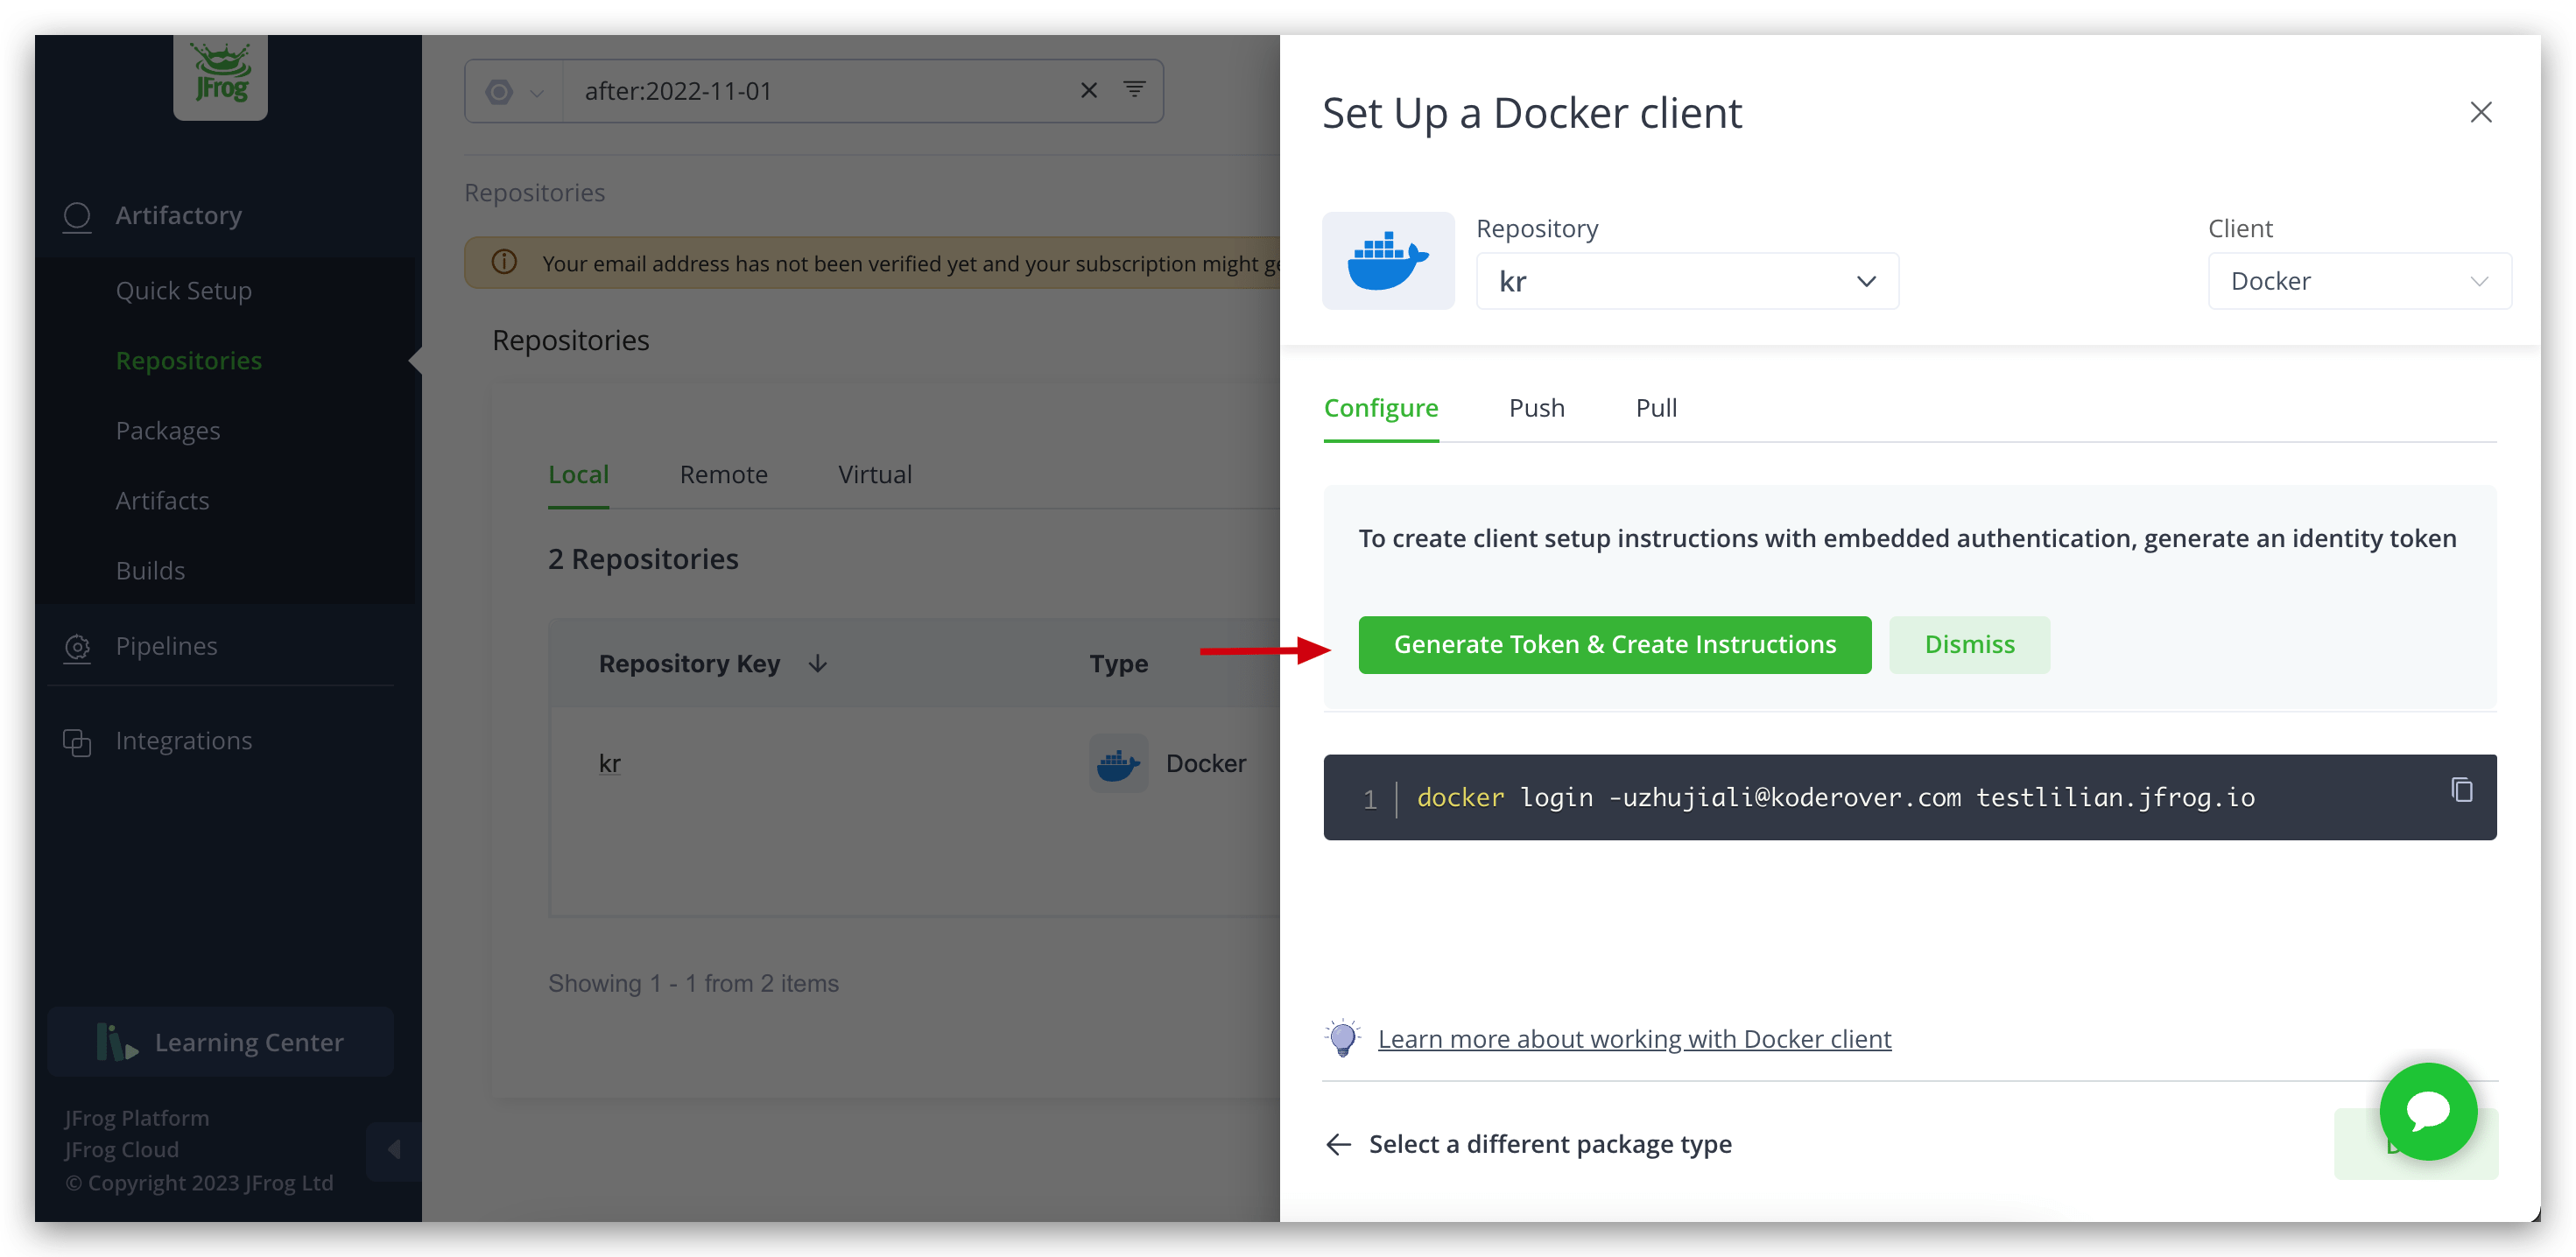 JFrog
Artifactory
Quick Setup
Repositories
Packages
Artifacts
Builds
Pipelines
Integrations
Learning Center
JFrog Platform
JFrog Cloud
© Copyright 2023 JFrog Ltd
after:2022-11-01
Repositories
Your email address has not been verified yet and your subscription might
Repositories
Local Remote Virtual
2 Repositories
Repository Key Type
kr Docker
Showing 1 - 1 from 2 items
Set Up a Docker client
Repository Client
kr Docker
Configure Push Pull
To create client setup instructions with embedded authentication, generate an identity token
Generate Token & Create Instructions Dismiss
1 docker login -uzhujiali@koderover.com testlilian.jfrog.io
Learn more about working with Docker client
Select a different package type